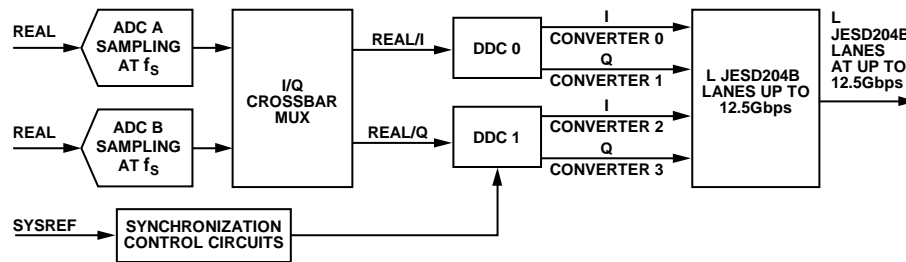 REAL
ADC A
SAMPLING
AT fS
I/Q
CROSSBAR
MUX
REAL/I
DDC 0
I
CONVERTER 0
Q
CONVERTER 1
L JESD204B
LANES UP TO
12.5Gbps
L
JESD204B
LANES
AT UP TO
12.5Gbps
REAL
ADC B
SAMPLING
AT fS
REAL/Q
DDC 1
I
CONVERTER 2
Q
CONVERTER 3
SYSREF
SYNCHRONIZATION
CONTROL CIRCUITS